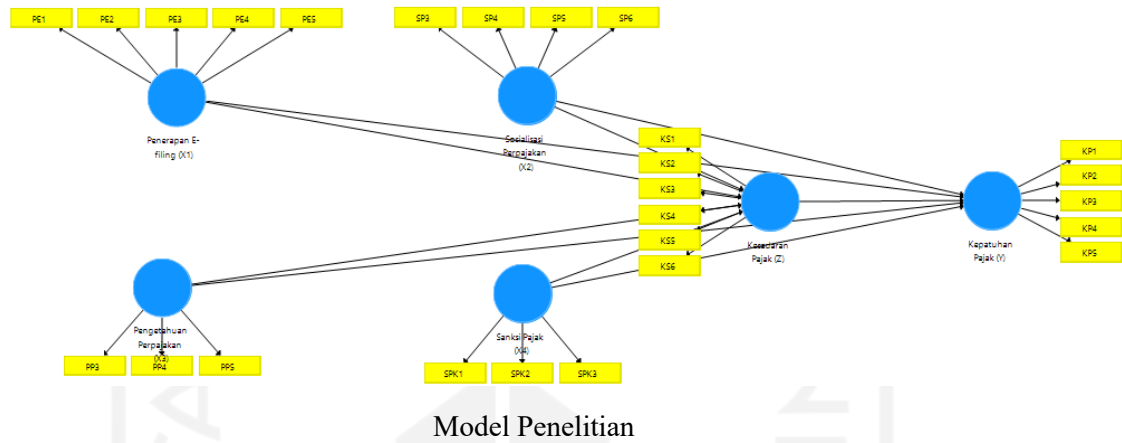 PE1 PE2 PE3 PE4 PE5
SP3 SP4 SP5 SP6
Penerapan E-
filing (X1)
Sosialisasi
Perpajakan
(X2)
KS1
KS2
KS3
KS4
KS5
KS6
Kesadaran
Pajak (Z)
Kepatuhan
Pajak (Y)
KP1
KP2
KP3
KP4
KP5
Pengetahuan
Perpajakan
(X3)
PP3 PP4 PP5
Sanksi Pajak
(X4)
SPK1 SPK2 SPK3
Model Penelitian